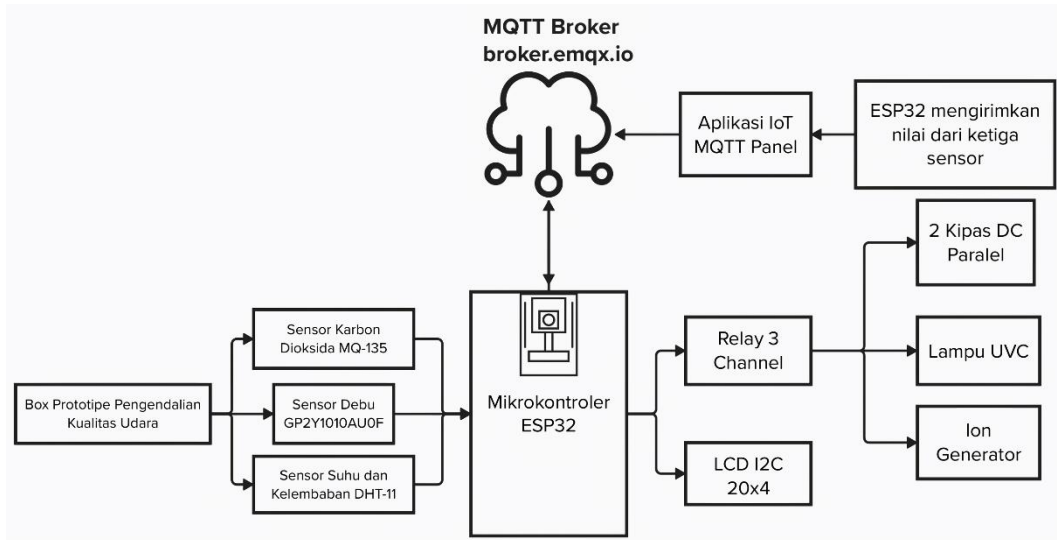 MQTT Broker
broker.emqx.io
Aplikasi IoT
MQTT Panel
ESP32 mengirimkan
nilai dari ketiga
sensor
2 Kipas DC
Paralel
Sensor Karbon
Dioksida MQ-135
Relay 3
Channel
Lampu UVC
Box Prototipe Pengendalian
Kualitas Udara
Sensor Debu
GP2Y1010AU0F
Mikrokontroler
ESP32
Ion
Generator
Sensor Suhu dan
Kelembaban DHT-11
LCD I2C
20x4